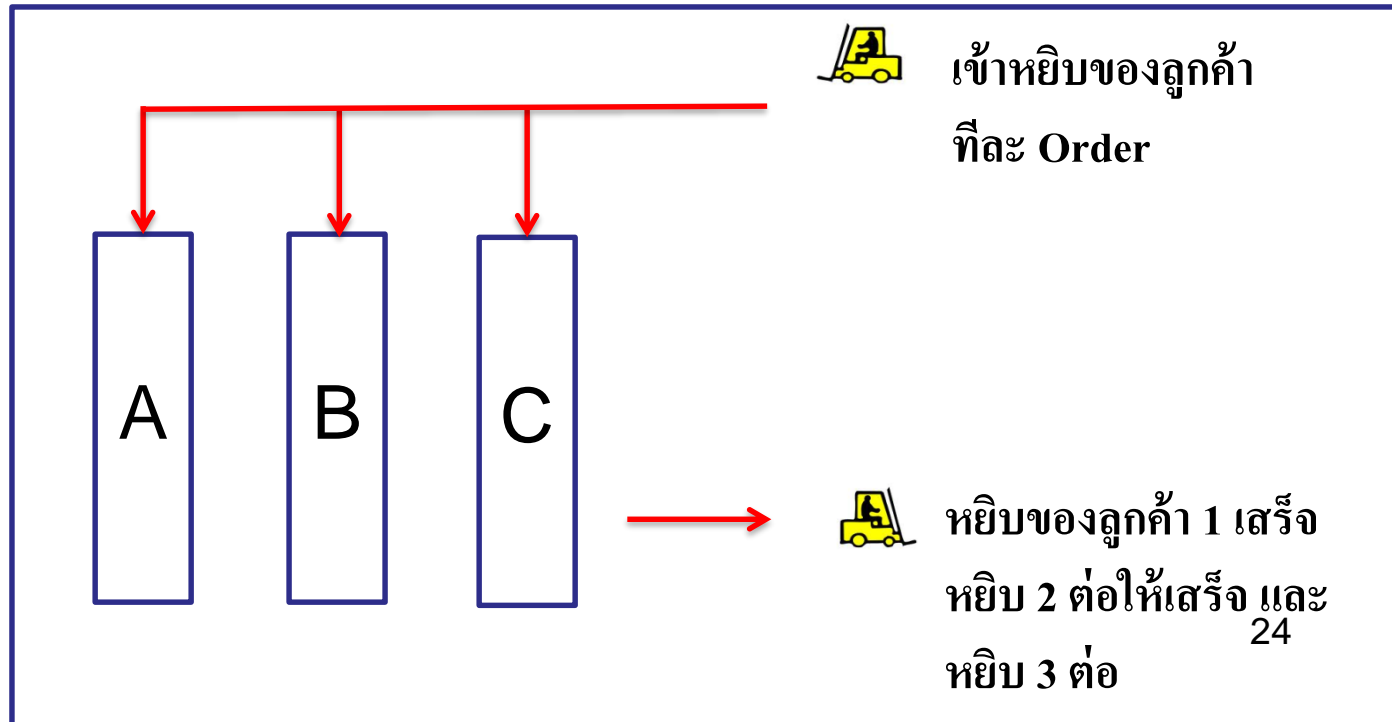 เข้าหยิบของลูกค้า
ทีละ Order
A
B
C
หยิบของลูกค้า 1 เสร็จ
หยิบ 2 ต่อให้เสร็จ และ
24
หยิบ 3 ต่อ